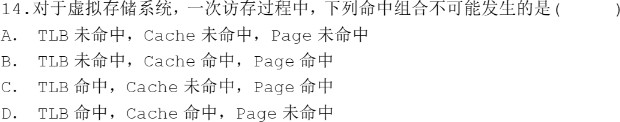 14.对于虚拟存储系统，一次访存过程中，下列命中组合不可能发生的是(    )
A. TLB 未命中，Cache 未命中，Page 未命中
B. TLB 未命中，Cache 命中，Page 命中
C. TLB 命中，Cache 未命中，Page 命中
D. TLB 命中，Cache 命中，Page 未命中